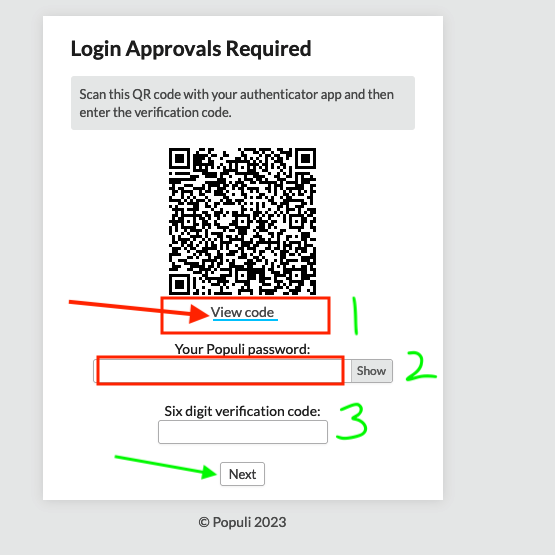 Login Approvals Required
Scan this QR code with your authenticator app and then
enter the verification code.
View code
1
Your Populi password:
Show
2
Six digit verification code:
3
Next
© Populi 2023